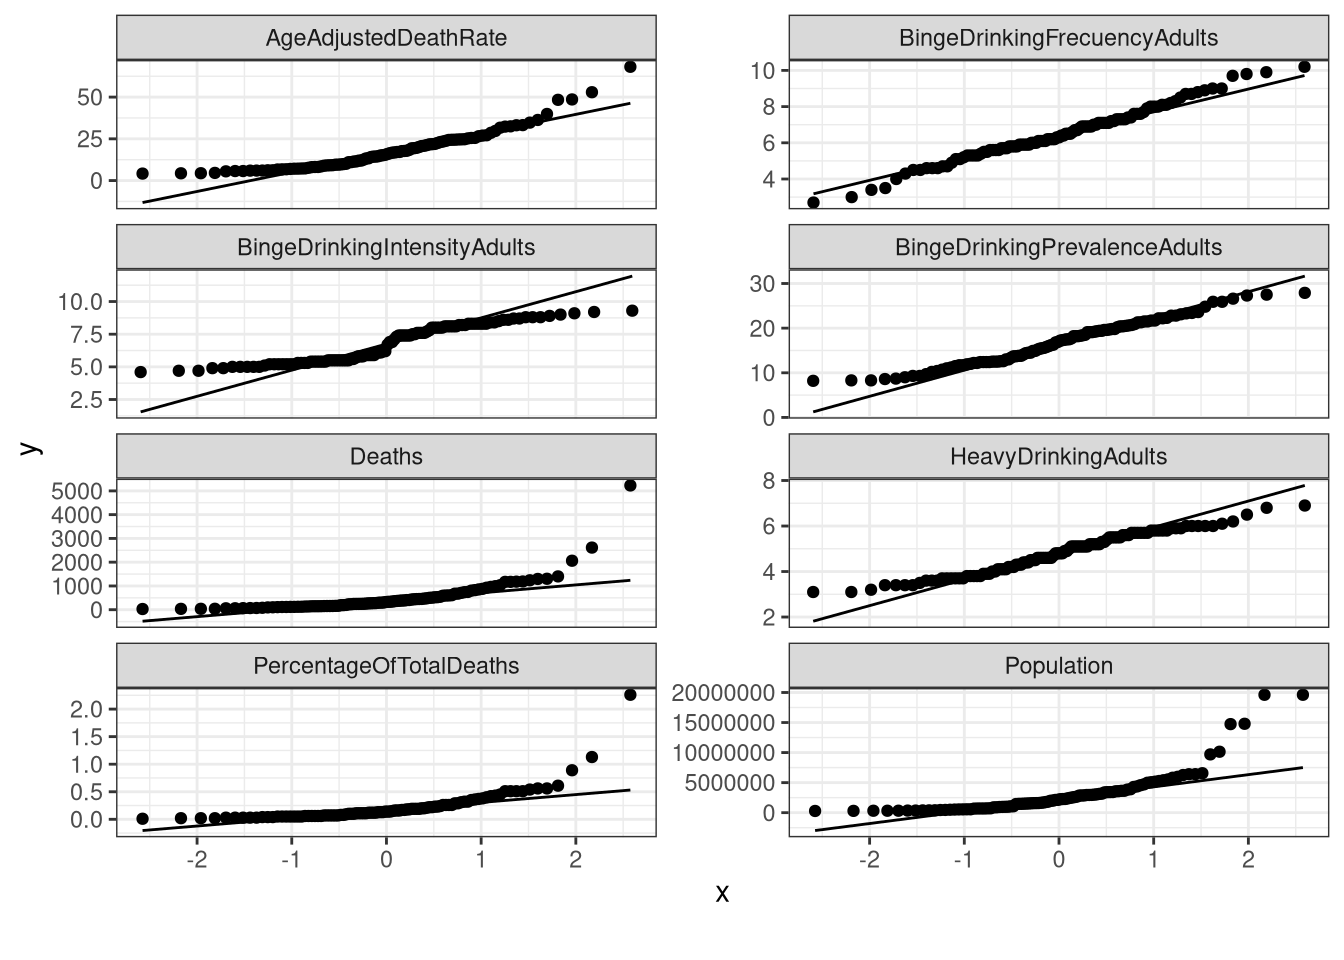 AgeAdjustedDeathRate
BingeDrinkingFrecuencyAdults
50
25
0
10
8
6
4
BingeDrinkingIntensityAdults
BingeDrinkingPrevalenceAdults
10.0
7.5
5.0
2.5
30
20
10
0
y
Deaths
HeavyDrinkingAdults
5000
4000
3000
2000
1000
0
8
6
4
2
PercentageOfTotalDeaths
Population
2.0
1.5
1.0
0.5
0.0
20000000
15000000
10000000
5000000
0
-2 -1 0 1 2
-2 -1 0 1 2
x